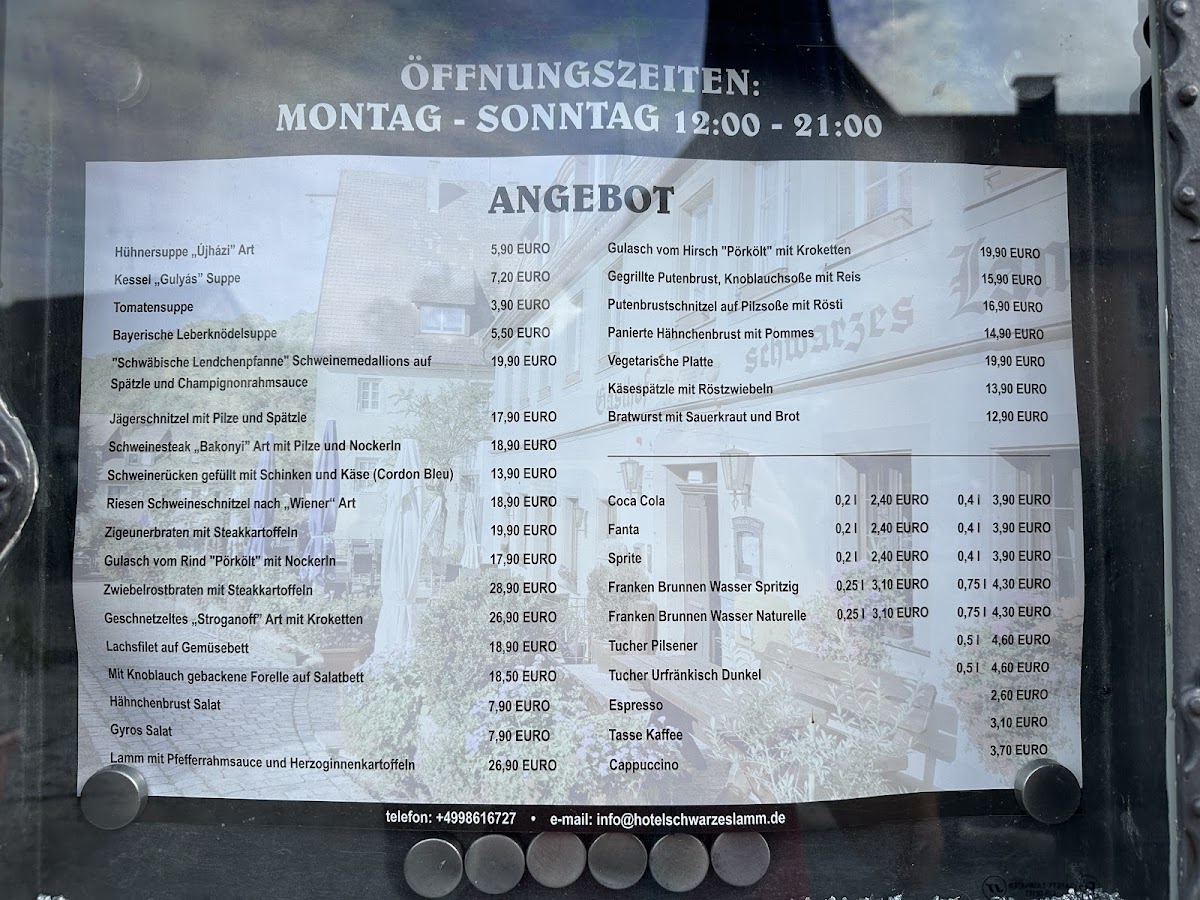 ÖFFNUNGSZEITEN:
MONTAG - SONNTAG 12:00 - 21:00
ANGEBOT
Hühnersuppe „Újházi” Art 5,90 EURO
Kessel „Gulyás” Suppe 7,20 EURO
Tomatensuppe 3,90 EURO
Bayerische Leberknödelsuppe 5,50 EURO
"Schwäbische Lendchenpfanne" Schweinemedallions auf 19,90 EURO
Spätzle und Champignonrahmsauce
Jägerschnitzel mit Pilze und Spätzle 17,90 EURO
Schweinesteak „Bakonyi” Art mit Pilze und Nockerln 18,90 EURO
Schweinerücken gefüllt mit Schinken und Käse (Cordon Bleu) 13,90 EURO
Riesen Schweineschnitzel nach „Wiener“ Art 18,90 EURO
Zigeunerbraten mit Steakkartoffeln 19,90 EURO
Gulasch vom Rind "Pörkölt" mit Nockerln 17,90 EURO
Zwiebelrostbraten mit Steakkartoffeln 28,90 EURO
Geschnetzeltes „Stroganoff” Art mit Kroketten 26,90 EURO
Lachsfilet auf Gemüsebett 18,90 EURO
Mit Knoblauch gebackene Forelle auf Salatbett 18,50 EURO
Hähnchenbrust Salat 7,90 EURO
Gyros Salat 7,90 EURO
Lamm mit Pfefferrahmsauce und Herzoginnenkartoffeln 26,90 EURO
Gulasch vom Hirsch "Pörkölt" mit Kroketten 19,90 EURO
Gegrillte Putenbrust, Knoblauchsoße mit Reis 15,90 EURO
Putenbrustschnitzel auf Pilzsoße mit Rösti 16,90 EURO
Panierte Hähnchenbrust mit Pommes 14,90 EURO
Vegetarische Platte 19,90 EURO
Käsespätzle mit Röstzwiebeln 13,90 EURO
Bratwurst mit Sauerkraut und Brot 12,90 EURO
Coca Cola 0,2 l 2,40 EURO 0,4 l 3,90 EURO
Fanta 0,2 l 2,40 EURO 0,4 l 3,90 EURO
Sprite 0,2 l 2,40 EURO 0,4 l 3,90 EURO
Franken Brunnen Wasser Spritzig 0,25 l 3,10 EURO 0,75 l 4,30 EURO
Franken Brunnen Wasser Naturelle 0,25 l 3,10 EURO 0,75 l 4,30 EURO
Tucher Pilsener 0,5 l 4,60 EURO
Tucher Urfränkisch Dunkel 0,5 l 4,60 EURO
Espresso 2,60 EURO
Tasse Kaffee 3,10 EURO
Cappuccino 3,70 EURO
schwarzes
telefon: +4998616727 • e-mail: info@hotelschwarzeslamm.de